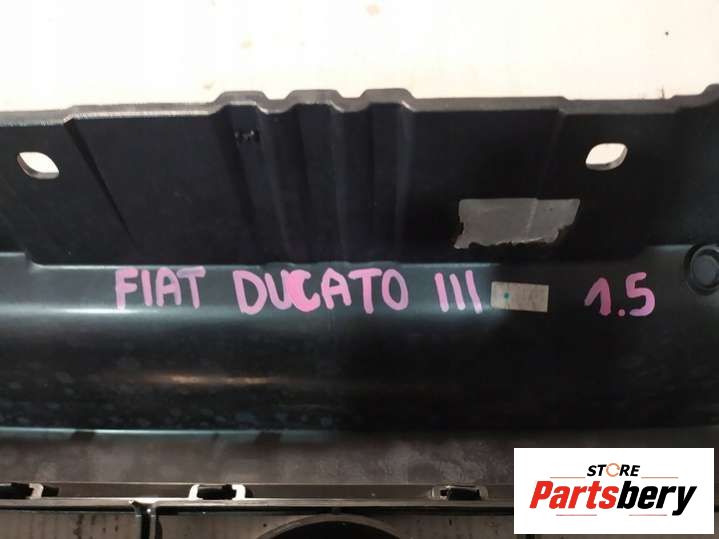 FIAT DUCATO III 1.5
STORE
Partsbery